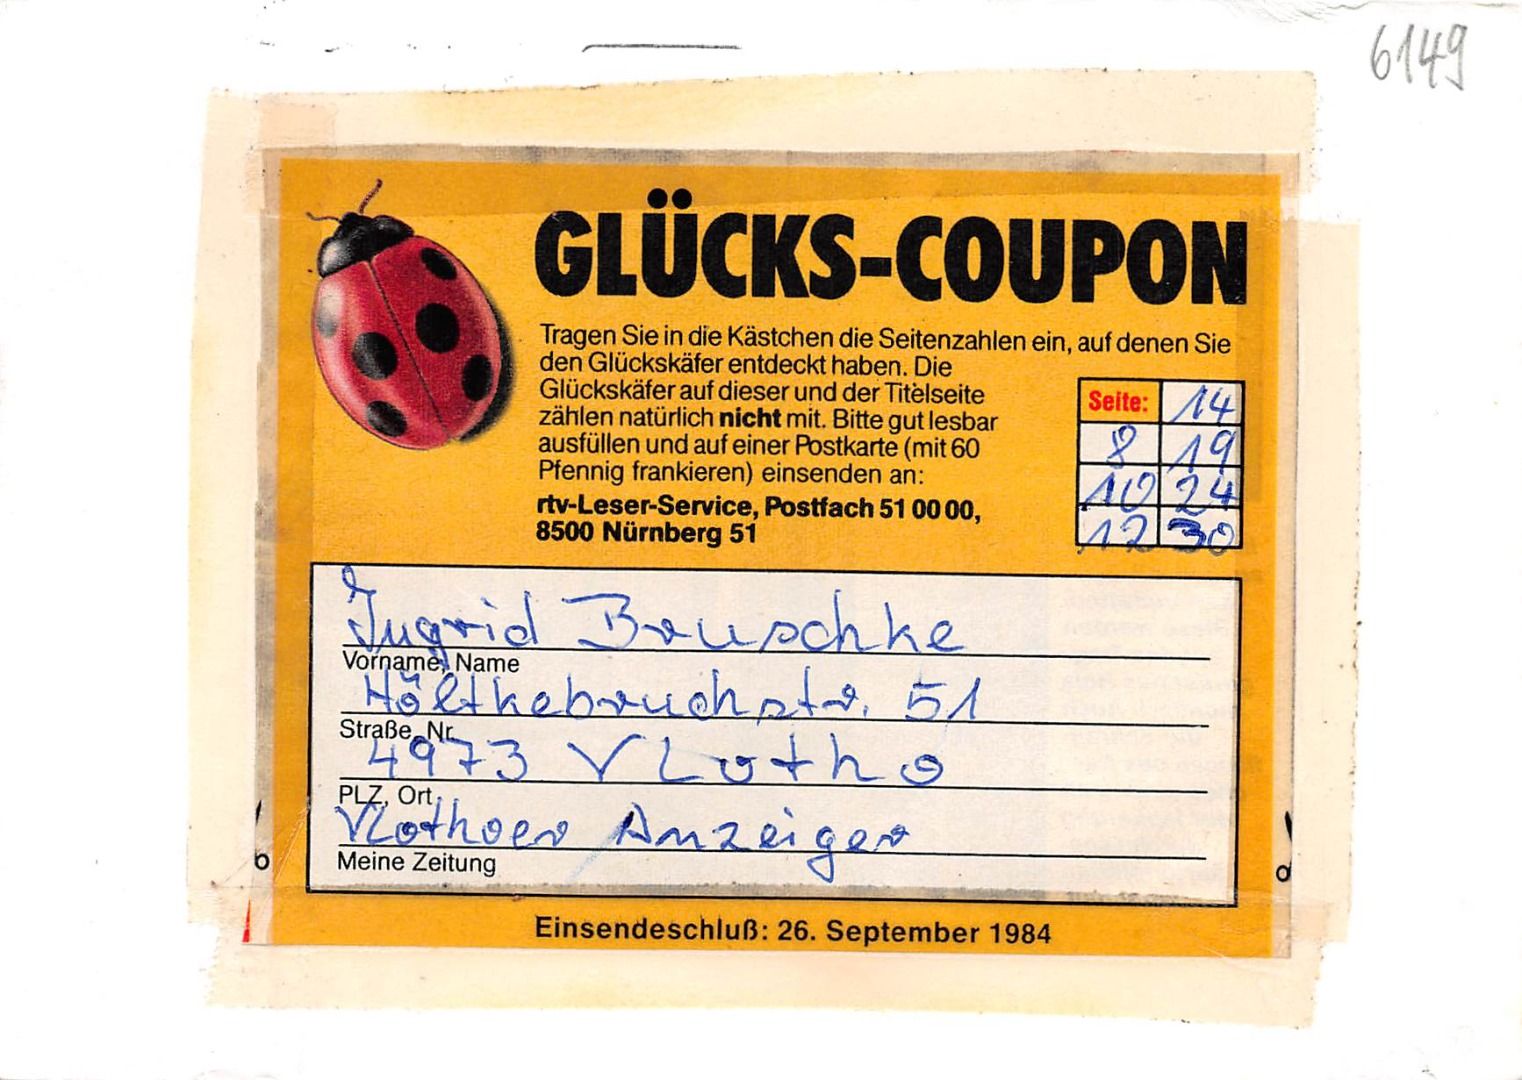 6149
GLÜCKS-COUPON
Tragen Sie in die Kästchen die Seitenzahlen ein, auf denen Sie
den Glückskäfer entdeckt haben. Die
Glückskäfer auf dieser und der Titelseite
zählen natürlich nicht mit. Bitte gut lesbar
ausfüllen und auf einer Postkarte (mit 60
Pfennig frankieren) einsenden an:
rtv-Leser-Service, Postfach 51 00 00,
8500 Nürnberg 51
Seite: 14
8 19
10 24
12 30
Ingrid Bruschke
Vorname, Name
Höltkebruchstr. 51
Straße, Nr.
4973 Vlotho
PLZ, Ort
Vlothoer Anzeiger
Meine Zeitung
Einsendeschluß: 26. September 1984